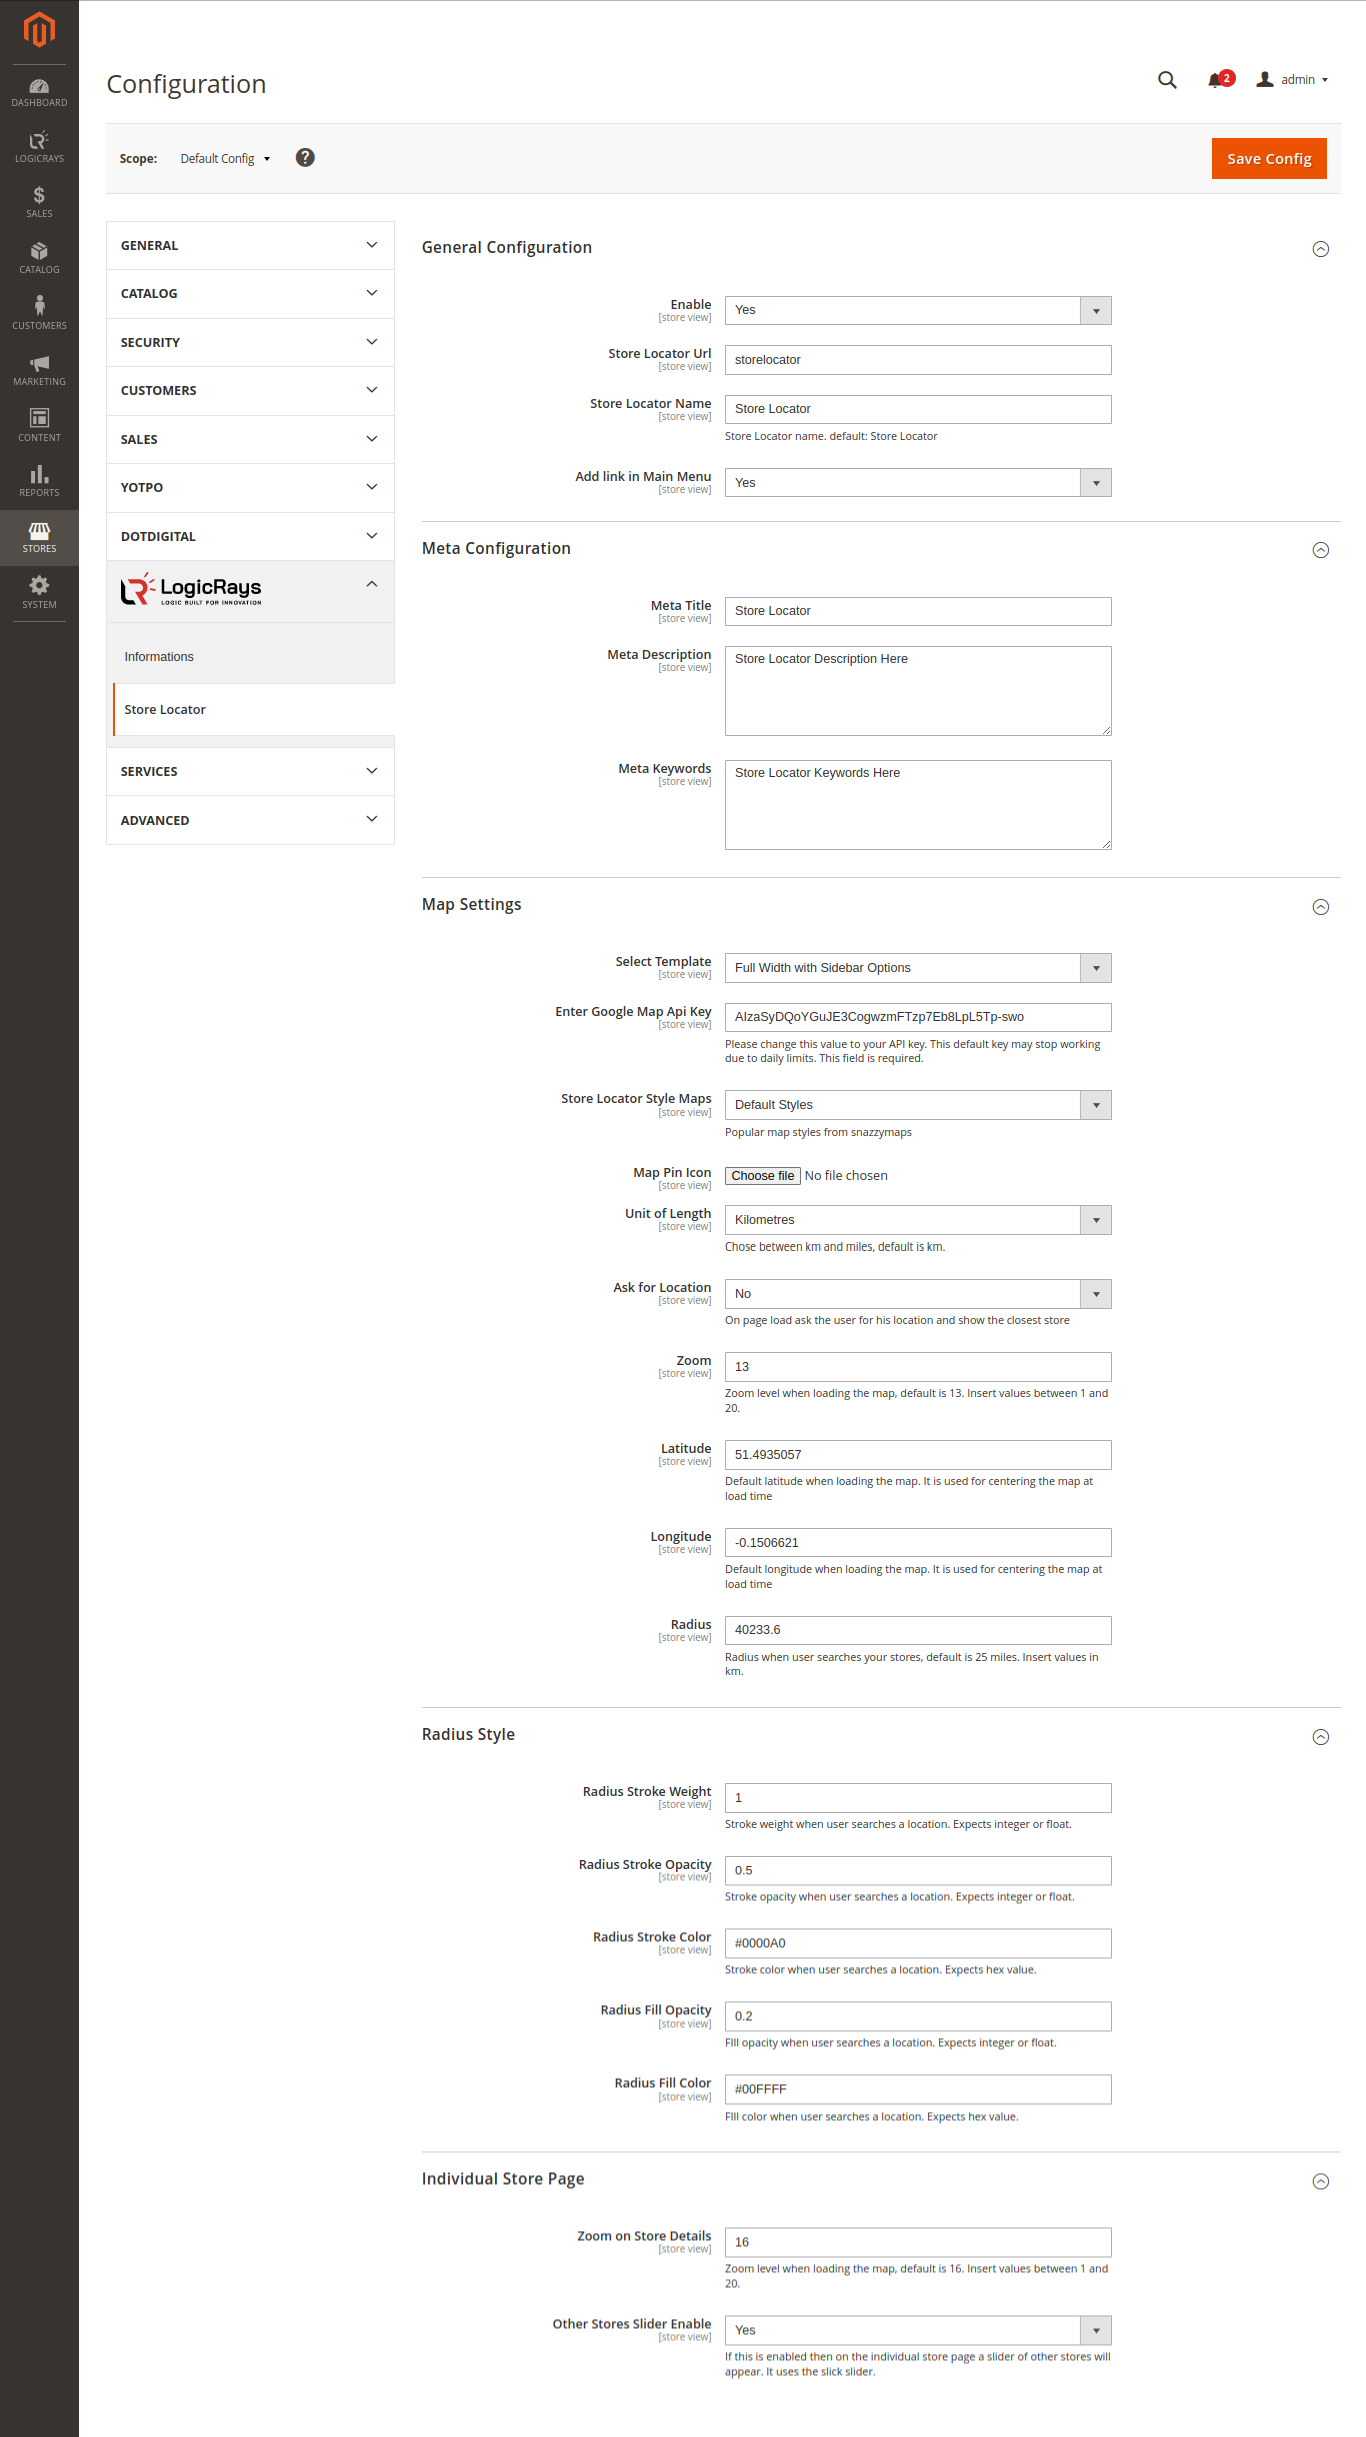 Configuration
2
admin
Scope:
Default Config
?
Save Config
DASHBOARD
LOGICRAYS
SALES
CATALOG
CUSTOMERS
MARKETING
CONTENT
REPORTS
STORES
SYSTEM
GENERAL
CATALOG
SECURITY
CUSTOMERS
SALES
YOTPO
DOTDIGITAL
LogicRays
LOGIC BUILT FOR INNOVATION
Informations
Store Locator
SERVICES
ADVANCED
General Configuration
Enable
[store view]
Yes
Store Locator Url
[store view]
storelocator
Store Locator Name
[store view]
Store Locator
Store Locator name. default: Store Locator
Add link in Main Menu
[store view]
Yes
Meta Configuration
Meta Title
[store view]
Store Locator
Meta Description
[store view]
Store Locator Description Here
Meta Keywords
[store view]
Store Locator Keywords Here
Map Settings
Select Template
[store view]
Full Width with Sidebar Options
Enter Google Map Api Key
[store view]
AIzaSyDQoYGuJE3CogwzmFTzp7Eb8LpL5Tp-swo
Please change this value to your API key. This default key may stop working
due to daily limits. This field is required.
Store Locator Style Maps
[store view]
Default Styles
Popular map styles from snazzymaps
Map Pin Icon
[store view]
Choose file No file chosen
Unit of Length
[store view]
Kilometres
Chose between km and miles, default is km.
Ask for Location
[store view]
No
On page load ask the user for his location and show the closest store
Zoom
[store view]
13
Zoom level when loading the map, default is 13. Insert values between 1 and
20.
Latitude
[store view]
51.4935057
Default latitude when loading the map. It is used for centering the map at
load time
Longitude
[store view]
-0.1506621
Default longitude when loading the map. It is used for centering the map at
load time
Radius
[store view]
40233.6
Radius when user searches your stores, default is 25 miles. Insert values in
km.
Radius Style
Radius Stroke Weight
[store view]
1
Stroke weight when user searches a location. Expects integer or float.
Radius Stroke Opacity
[store view]
0.5
Stroke opacity when user searches a location. Expects integer or float.
Radius Stroke Color
[store view]
#0000A0
Stroke color when user searches a location. Expects hex value.
Radius Fill Opacity
[store view]
0.2
FIll opacity when user searches a location. Expects integer or float.
Radius Fill Color
[store view]
#00FFFF
FIll color when user searches a location. Expects hex value.
Individual Store Page
Zoom on Store Details
[store view]
16
Zoom level when loading the map, default is 16. Insert values between 1 and
20.
Other Stores Slider Enable
[store view]
Yes
If this is enabled then on the individual store page a slider of other stores will
appear. It uses the slick slider.